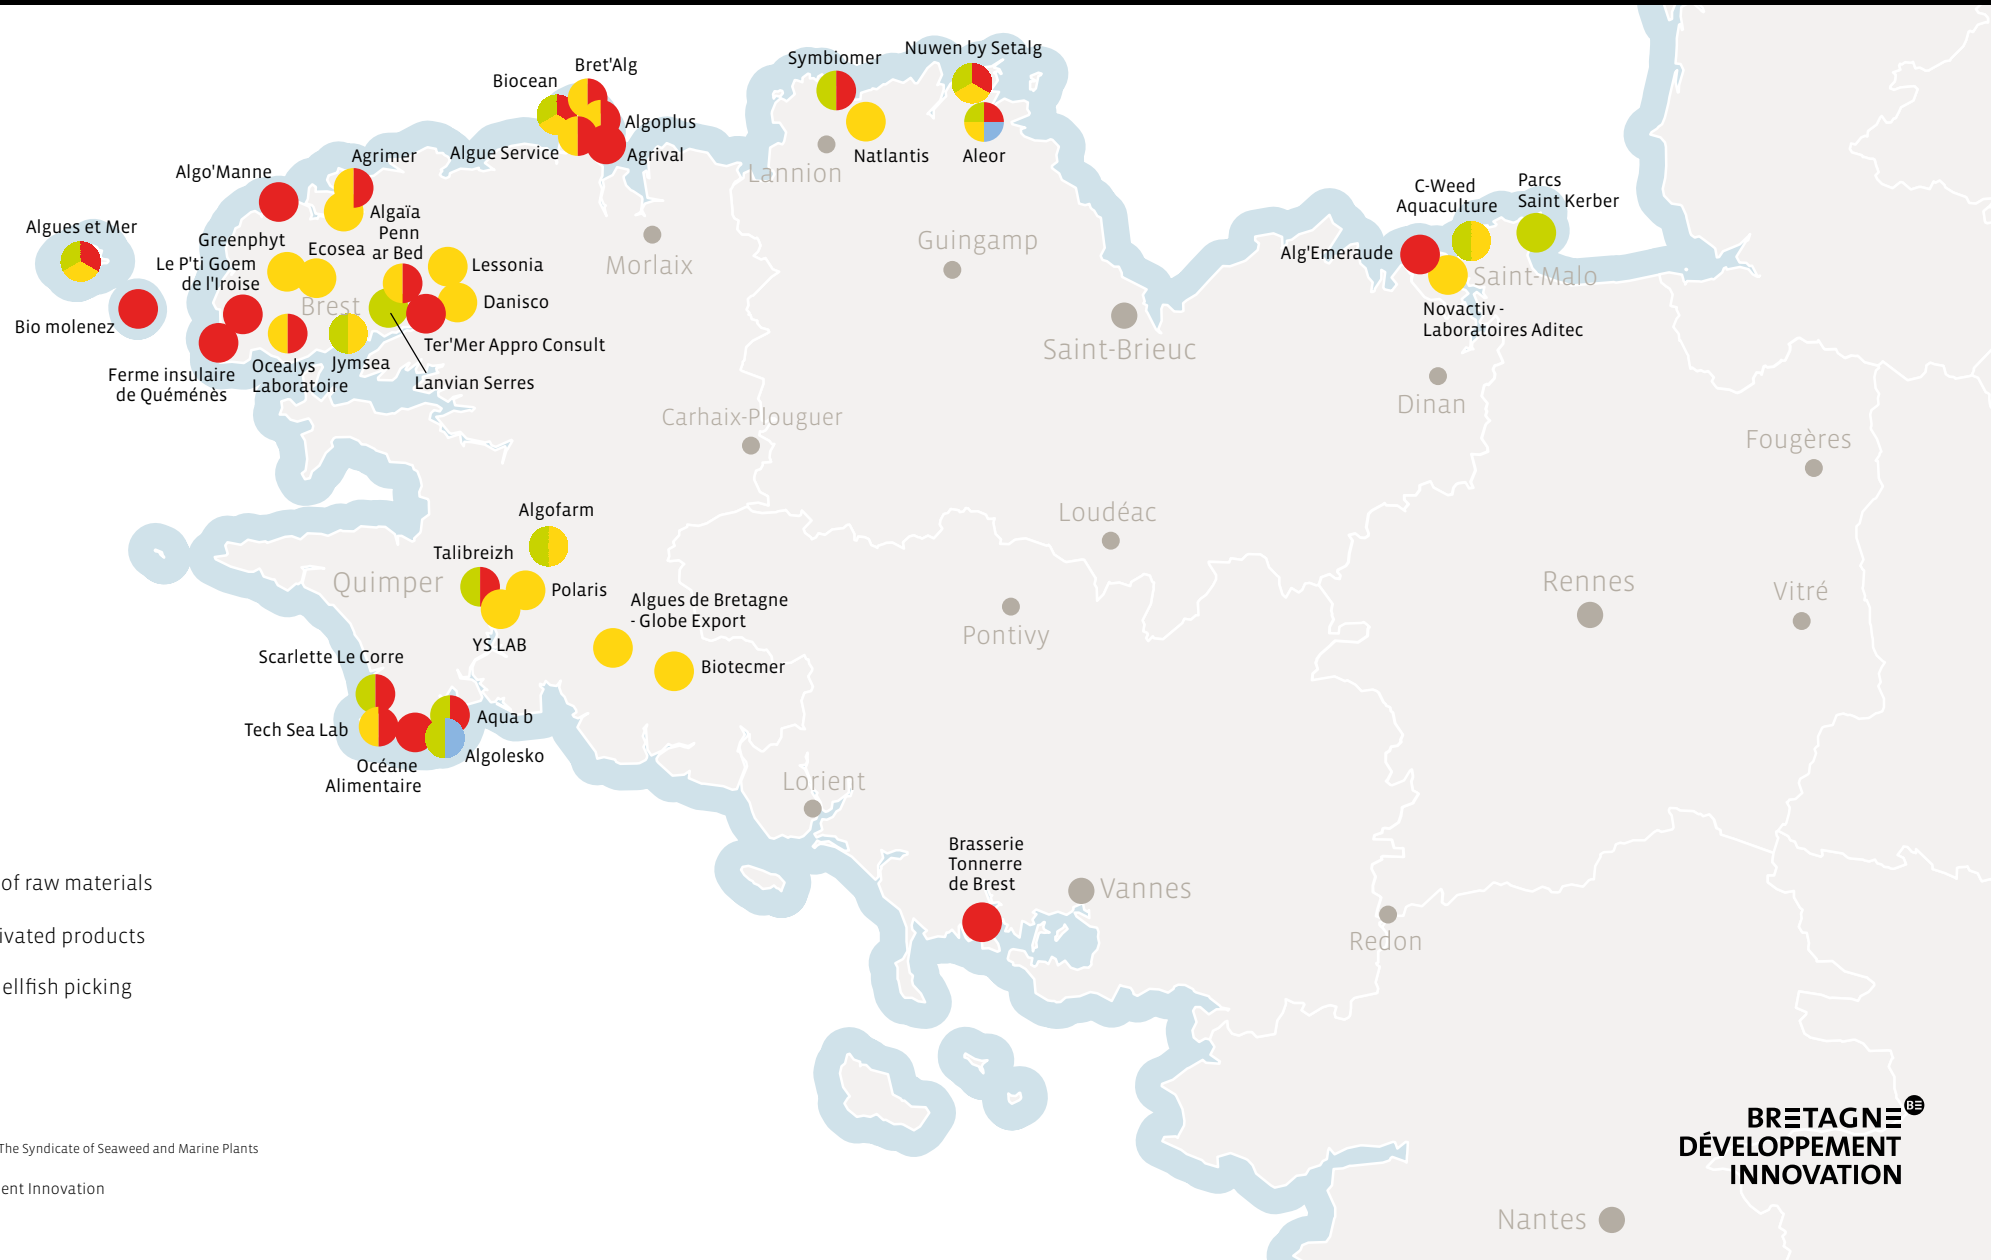 Nuwen by Setalg
Symbiomer
Bret'Alg
Biocean
Algoplus
Agrival
Algue Service
Natlantis
Aleor
Lannion
Agrimer
Algo'Manne
Parcs
Saint Kerber
C-Weed
Aquaculture
Algues et Mer
Algaïa
Penn
ar Bed
Greenphyt
Ecosea
Le P'ti Goem
de l'Iroise
Lessonia
Morlaix
Guingamp
Alg'Emeraude
Saint-Malo
Danisco
Brest
Bio molenez
Novactiv -
Laboratoires Aditec
Ter'Mer Appro Consult
Saint-Brieuc
Ocealys
Laboratoire
Jymsea
Ferme insulaire
de Quéménès
Lanvian Serres
Dinan
Carhaix-Plouguer
Fougères
Algofarm
Loudéac
Talibreizh
Quimper
Polaris
Rennes
Vitré
Algues de Bretagne
- Globe Export
YS LAB
Pontivy
Scarlette Le Corre
Biotecmer
Tech Sea Lab
Aqua b
Algolesko
Océane
Alimentaire
Lorient
Brasserie
Tonnerre
de Brest
Vannes
of raw materials
ivated products
ellfish picking
Redon
The Syndicate of Seaweed and Marine Plants
ent Innovation
BRETAGNE
BE
DÉVELOPPEMENT
INNOVATION
Nantes